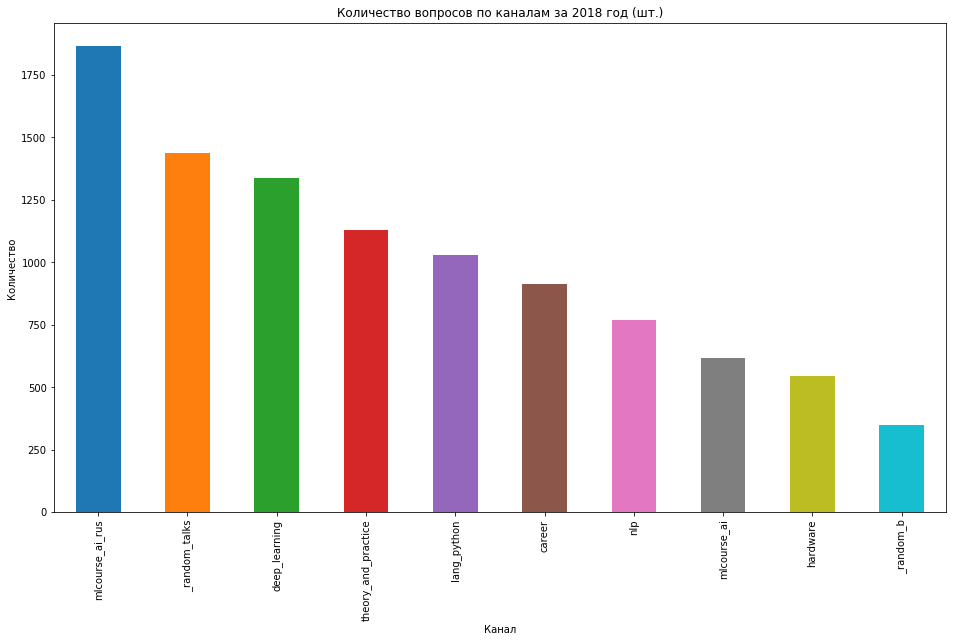 Количество вопросов по каналам за 2018 год (шт.)
Количество
1750
1500
1250
1000
750
500
250
0
mlcourse_ai_rus
_random_talks
deep_learning
theory_and_practice
lang_python
career
nlp
mlcourse_ai
hardware
_random_b
Канал